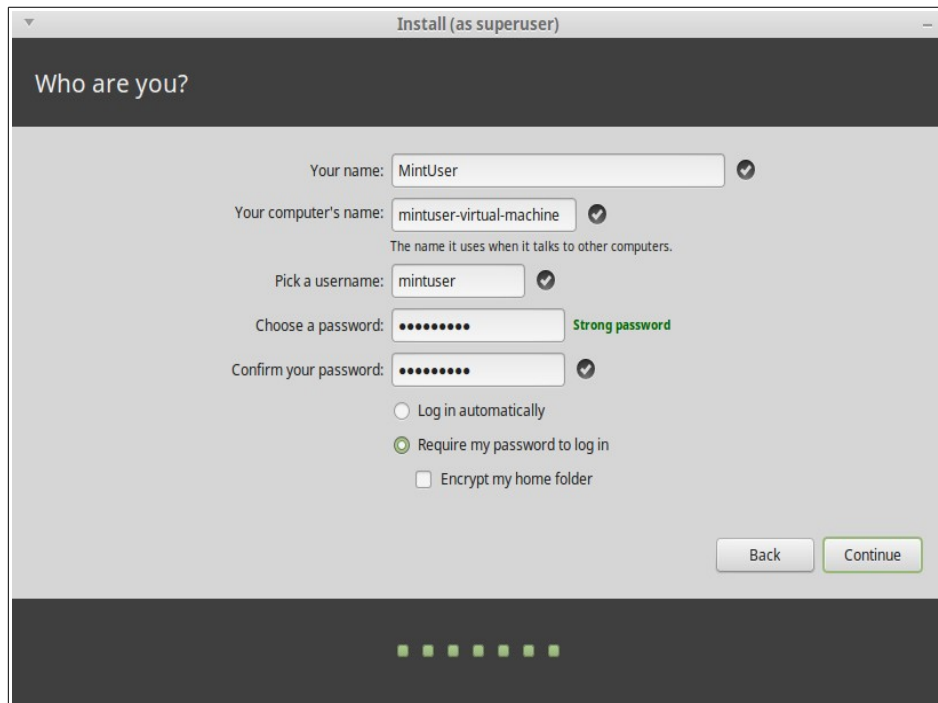 Install (as superuser)
Who are you?
Your name: MintUser
Your computer's name: mintuser-virtual-machine
The name it uses when it talks to other computers.
Pick a username: mintuser
Choose a password: ●●●●●●●●● Strong password
Confirm your password: ●●●●●●●●●
Log in automatically
Require my password to log in
Encrypt my home folder
Back Continue